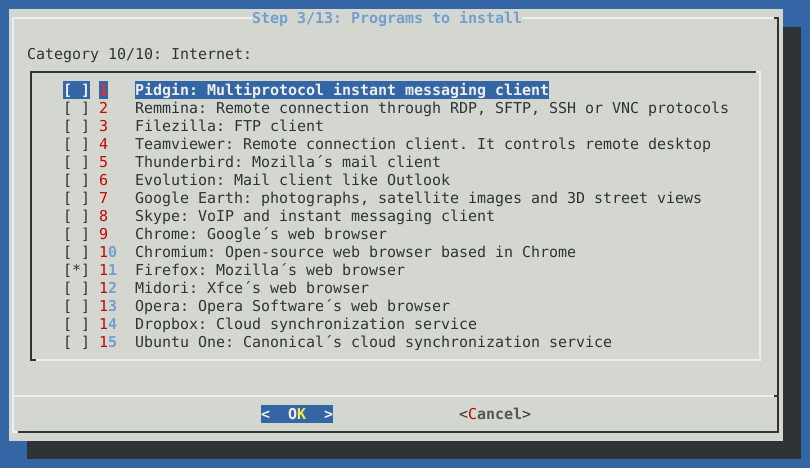 Step 3/13: Programs to install
Category 10/10: Internet:
[ ] 1 Pidgin: Multiprotocol instant messaging client
[ ] 2 Remmina: Remote connection through RDP, SFTP, SSH or VNC protocols
[ ] 3 Filezilla: FTP client
[ ] 4 Teamviewer: Remote connection client. It controls remote desktop
[ ] 5 Thunderbird: Mozilla´s mail client
[ ] 6 Evolution: Mail client like Outlook
[ ] 7 Google Earth: photographs, satellite images and 3D street views
[ ] 8 Skype: VoIP and instant messaging client
[ ] 9 Chrome: Google´s web browser
[ ] 10 Chromium: Open-source web browser based in Chrome
[*] 11 Firefox: Mozilla´s web browser
[ ] 12 Midori: Xfce´s web browser
[ ] 13 Opera: Opera Software´s web browser
[ ] 14 Dropbox: Cloud synchronization service
[ ] 15 Ubuntu One: Canonical´s cloud synchronization service
< OK > <Cancel>